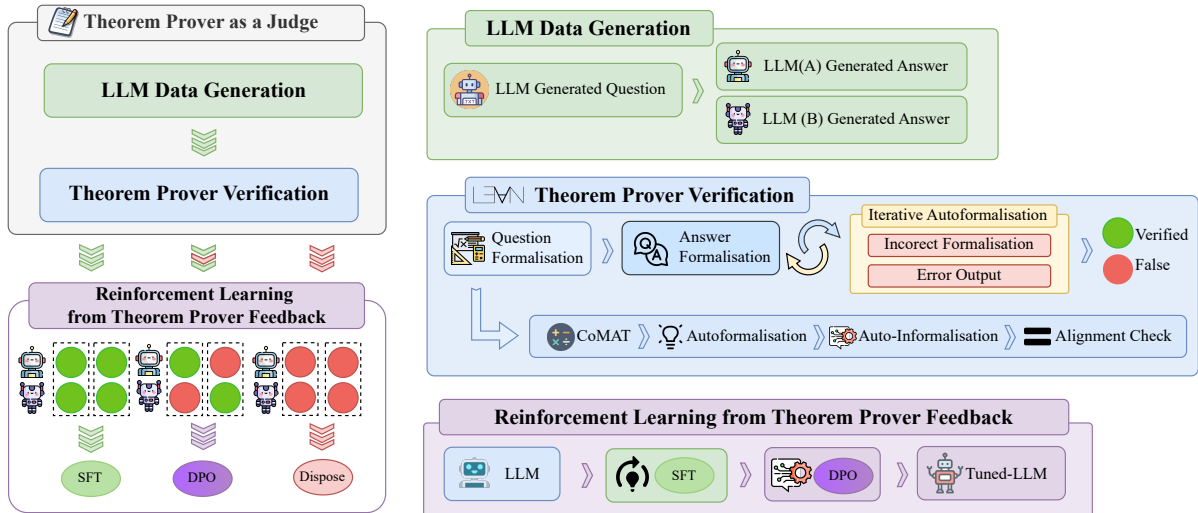 Theorem Prover as a Judge
LLM Data Generation
Theorem Prover Verification
Reinforcement Learning
from Theorem Prover Feedback
SFT
DPO
Dispose
LLM Data Generation
TXT
LLM Generated Question
LLM(A) Generated Answer
LLM (B) Generated Answer
L∃∀N Theorem Prover Verification
√x
Question
Formalisation
Q
A
Answer
Formalisation
Iterative Autoformalisation
Incorect Formalisation
Error Output
Verified
False
CoMAT
Autoformalisation
Auto-Informalisation
Alignment Check
Reinforcement Learning from Theorem Prover Feedback
LLM
SFT
DPO
Tuned-LLM